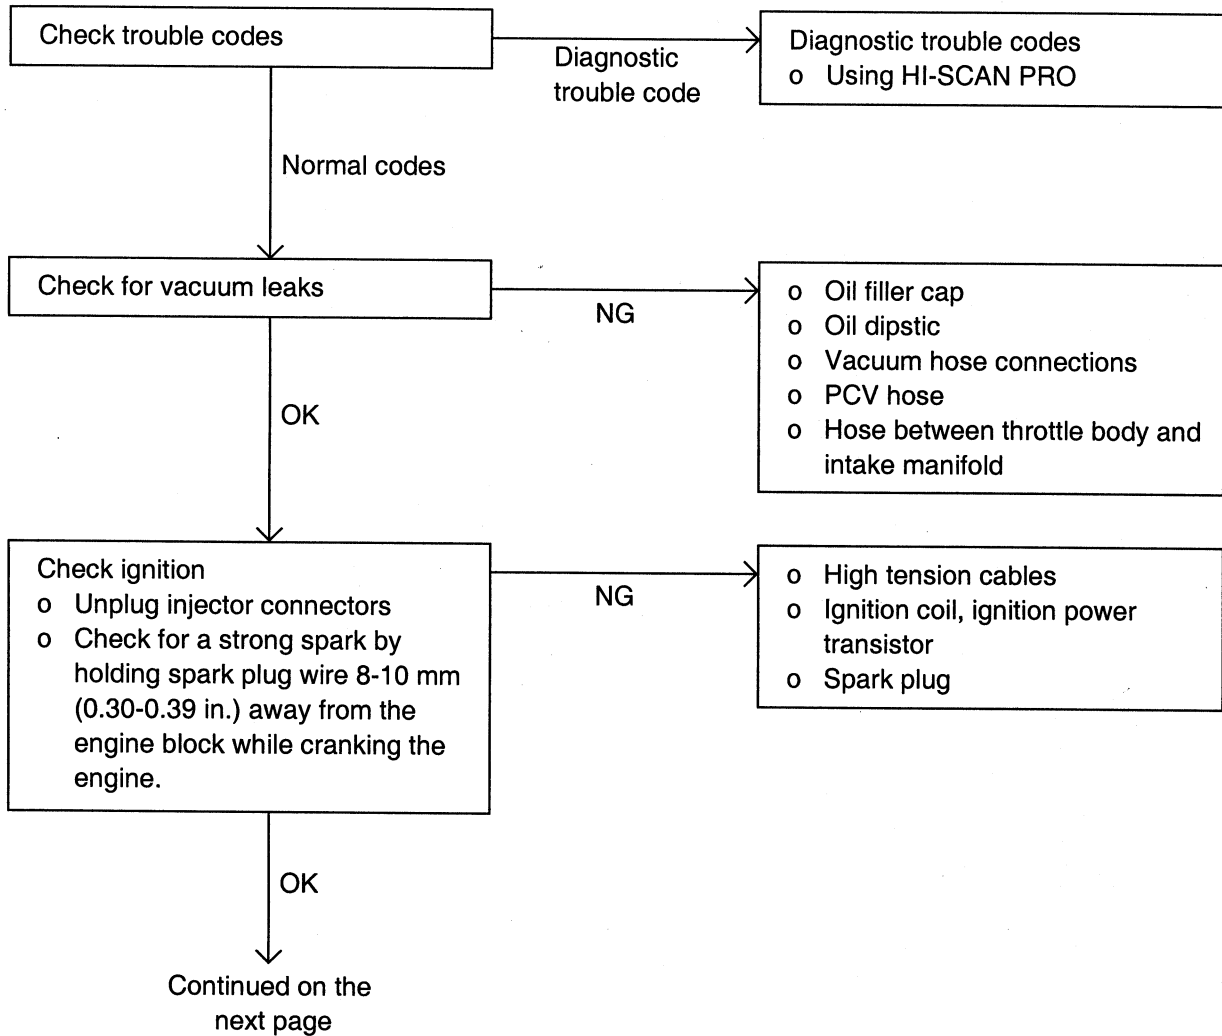 Check trouble codes
Diagnostic
trouble code
Diagnostic trouble codes
o Using HI-SCAN PRO
Normal codes
Check for vacuum leaks
NG
o Oil filler cap
o Oil dipstic
o Vacuum hose connections
o PCV hose
o Hose between throttle body and
intake manifold
OK
Check ignition
o Unplug injector connectors
o Check for a strong spark by
holding spark plug wire 8-10 mm
(0.30-0.39 in.) away from the
engine block while cranking the
engine.
NG
o High tension cables
o Ignition coil, ignition power
transistor
o Spark plug
OK
Continued on the
next page